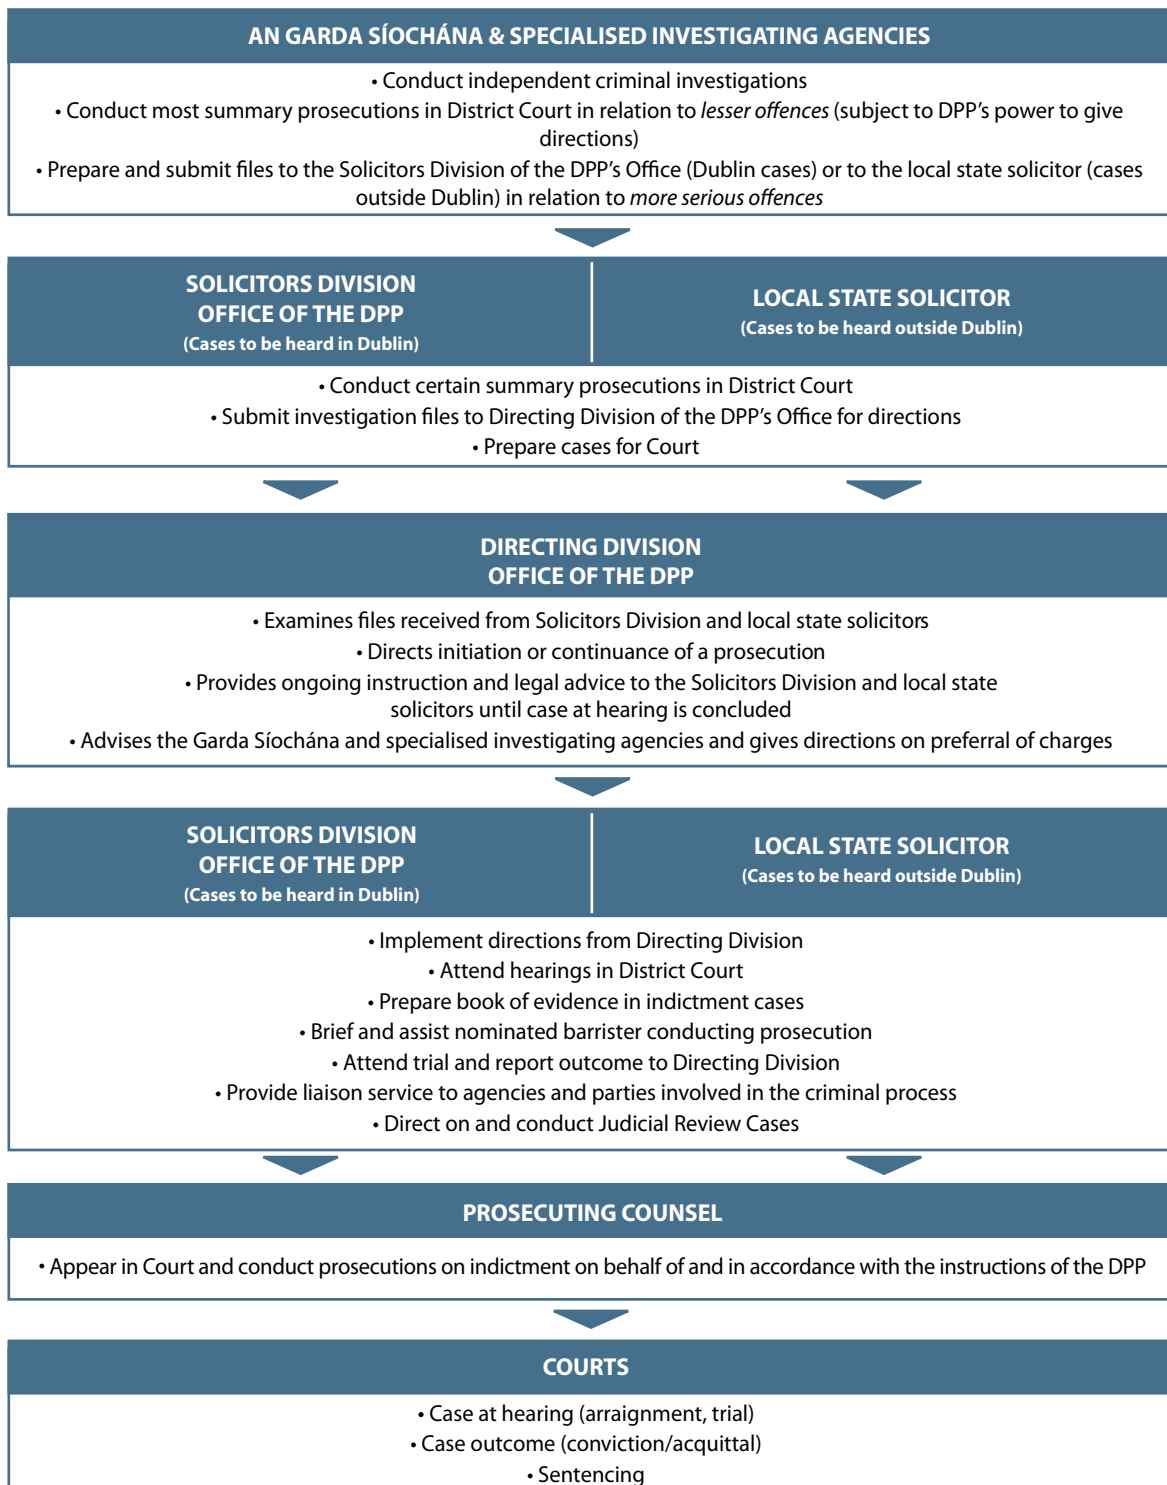 AN GARDA SÍOCHÁNA & SPECIALISED INVESTIGATING AGENCIES
• Conduct independent criminal investigations
• Conduct most summary prosecutions in District Court in relation to lesser offences (subject to DPP's power to give
directions)
• Prepare and submit files to the Solicitors Division of the DPP's Office (Dublin cases) or to the local state solicitor (cases
outside Dublin) in relation to more serious offences
SOLICITORS DIVISION
OFFICE OF THE DPP
(Cases to be heard in Dublin)
LOCAL STATE SOLICITOR
(Cases to be heard outside Dublin)
• Conduct certain summary prosecutions in District Court
• Submit investigation files to Directing Division of the DPP's Office for directions
• Prepare cases for Court
DIRECTING DIVISION
OFFICE OF THE DPP
• Examines files received from Solicitors Division and local state solicitors
• Directs initiation or continuance of a prosecution
• Provides ongoing instruction and legal advice to the Solicitors Division and local state
solicitors until case at hearing is concluded
• Advises the Garda Síochána and specialised investigating agencies and gives directions on preferral of charges
SOLICITORS DIVISION
OFFICE OF THE DPP
(Cases to be heard in Dublin)
LOCAL STATE SOLICITOR
(Cases to be heard outside Dublin)
• Implement directions from Directing Division
• Attend hearings in District Court
• Prepare book of evidence in indictment cases
• Brief and assist nominated barrister conducting prosecution
• Attend trial and report outcome to Directing Division
• Provide liaison service to agencies and parties involved in the criminal process
• Direct on and conduct Judicial Review Cases
PROSECUTING COUNSEL
• Appear in Court and conduct prosecutions on indictment on behalf of and in accordance with the instructions of the DPP
COURTS
• Case at hearing (arraignment, trial)
• Case outcome (conviction/acquittal)
• Sentencing